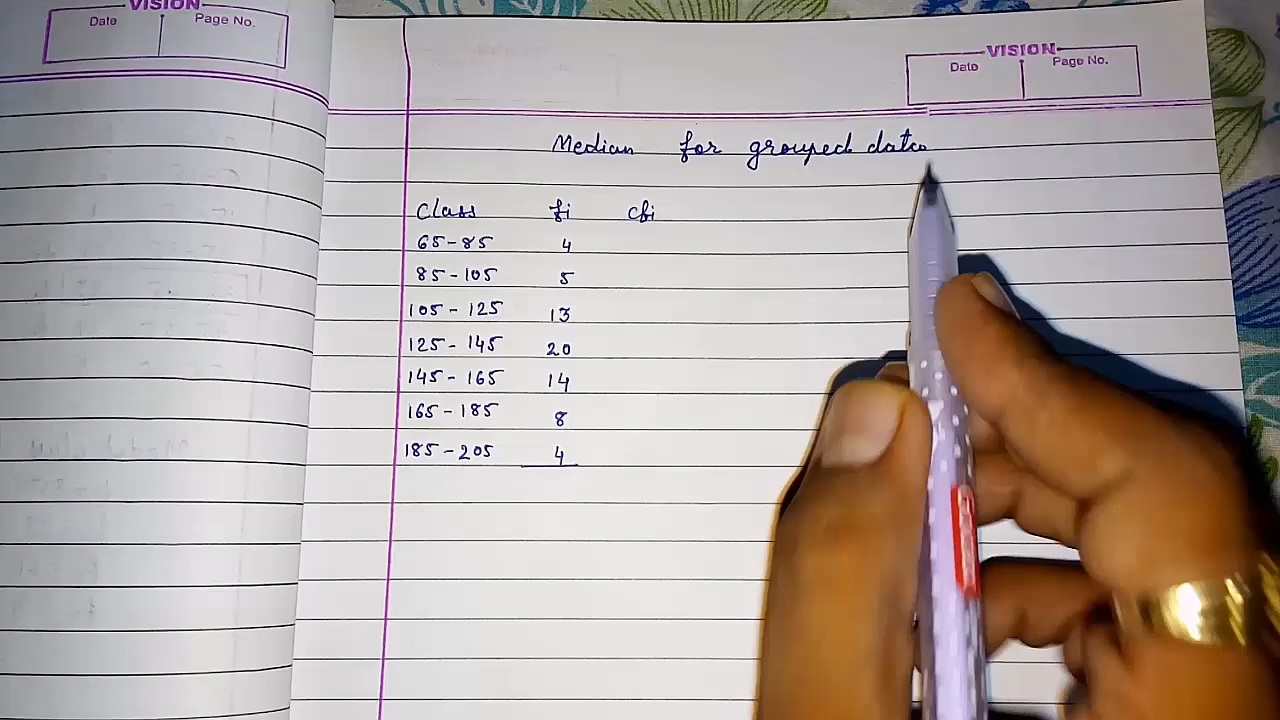 VISION
Date Page No.
VISION
Date Page No.
Median for grouped data
Class fi cfi
65-85 4
85-105 5
105-125 13
125-145 20
145-165 14
165-185 8
185-205 4